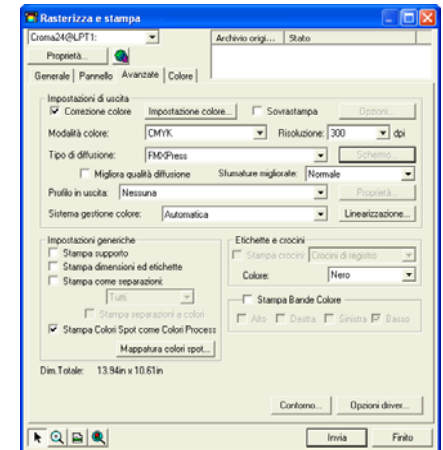 Rasterizza e stampa
Croma24@LPT1:
Archivio origi... Stato
Proprietà...
Generale Pannello Avanzate Colore
Impostazioni di uscita
Correzione colore Impostazione colore... Sovrastampa Opzioni...
Modalità colore: CMYK Risoluzione: 300 dpi
Tipo di diffusione: FMXPress Schermo...
Migliora qualità diffusione Sfumature migliorate: Normale
Profilo in uscita: Nessuna Proprietà...
Sistema gestione colore: Automatica Linearizzazione...
Impostazioni generiche
Stampa supporto
Stampa dimensioni ed etichette
Stampa come separazioni:
Tutti
Stampa separazioni a colori
Stampa Colori Spot come Colori Process
Mappatura colori spot...
Etichette e crocini
Stampa crocini: Crocini di registro
Colore: Nero
Stampa Bande Colore
Alto Destra Sinistra Basso
Dim.Totale: 13.94in x 10.61in
Contorno... Opzioni driver...
Invia Finito